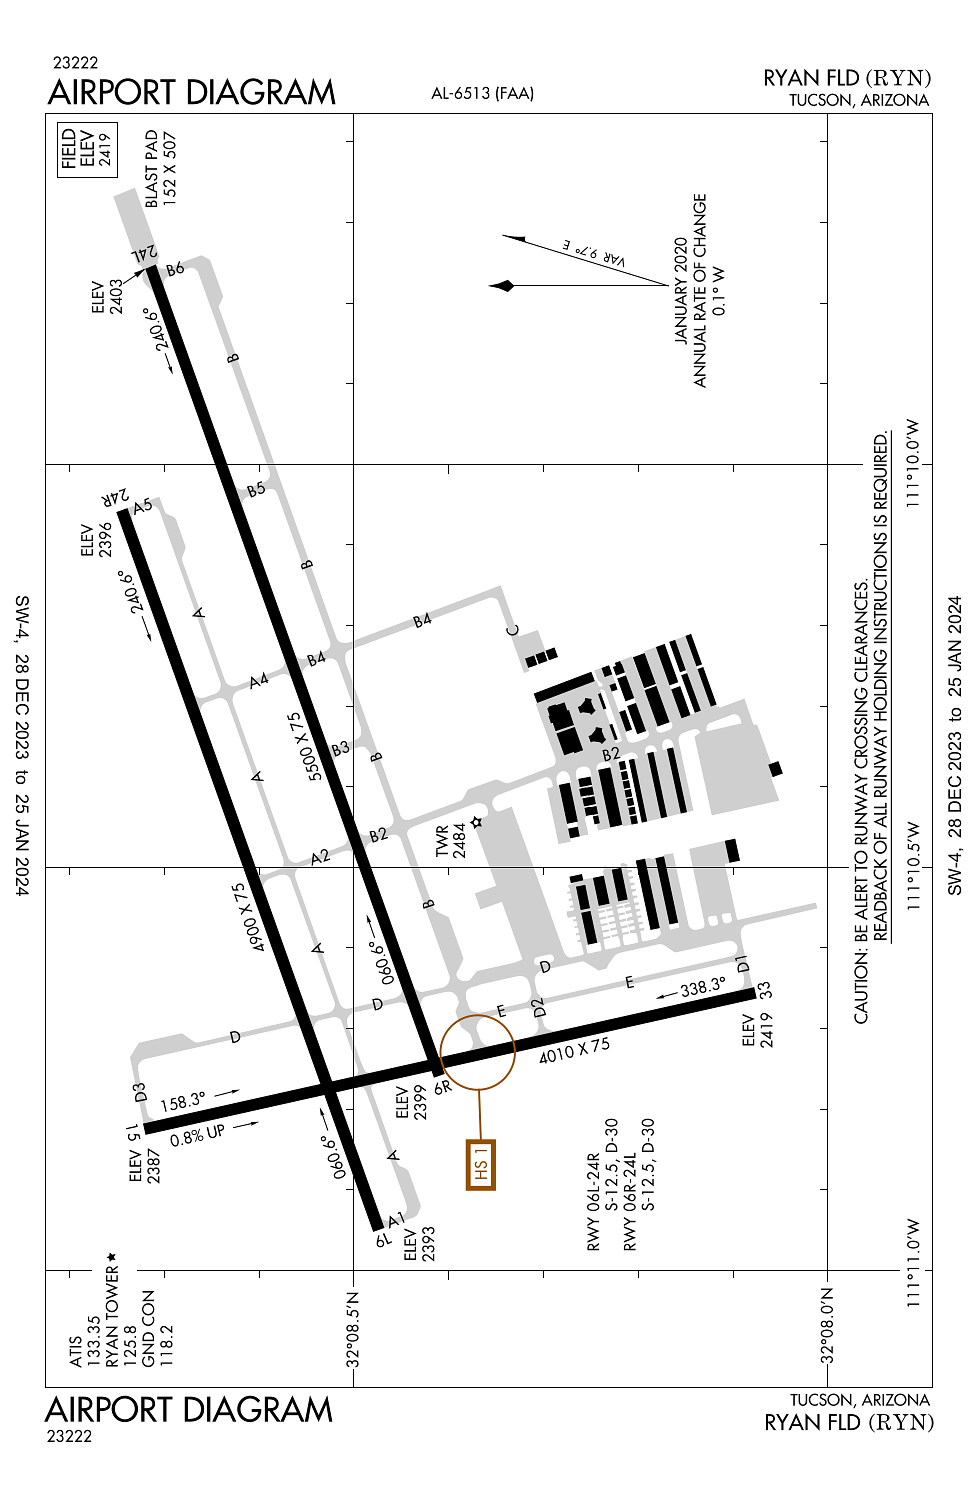 23222
AIRPORT DIAGRAM
AL-6513 (FAA)
RYAN FLD (RYN)
TUCSON, ARIZONA
FIELD
ELEV
2419
BLAST PAD
152 X 507
24L
B6
ELEV
2403
240.6°
B
VAR 9.7° E
JANUARY 2020
ANNUAL RATE OF CHANGE
0.1° W
24R
A5
ELEV
2396
240.6°
B5
A
B
B4
C
A4
B4
5500 X 75
B3
B
A
B2
B2
A2
TWR
2484
4900 X 75
B
A
060.6°
D
D
D
E
E
D2
D1
338.3°
33
ELEV
2419
4010 X 75
D3
158.3°
0.8% UP
15
ELEV
2387
6R
ELEV
2399
060.6°
A
HS 1
A1
6L
ELEV
2393
RWY 06L-24R
S-12.5, D-30
RWY 06R-24L
S-12.5, D-30
ATIS
133.35
RYAN TOWER
125.8
GND CON
118.2
32°08.5'N
32°08.0'N
111°10.0'W
111°10.5'W
111°11.0'W
CAUTION: BE ALERT TO RUNWAY CROSSING CLEARANCES.
READBACK OF ALL RUNWAY HOLDING INSTRUCTIONS IS REQUIRED.
SW-4, 28 DEC 2023 to 25 JAN 2024
SW-4, 28 DEC 2023 to 25 JAN 2024
AIRPORT DIAGRAM
23222
TUCSON, ARIZONA
RYAN FLD (RYN)